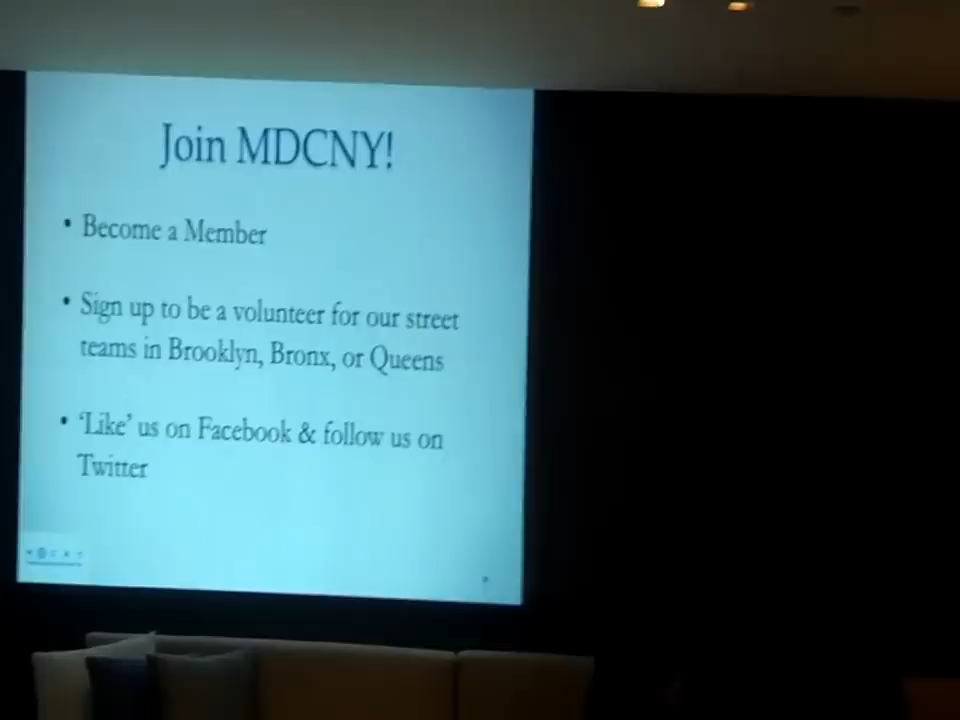 Join MDCNY!
• Become a Member
• Sign up to be a volunteer for our street
teams in Brooklyn, Bronx, or Queens
• ‘Like’ us on Facebook & follow us on
Twitter